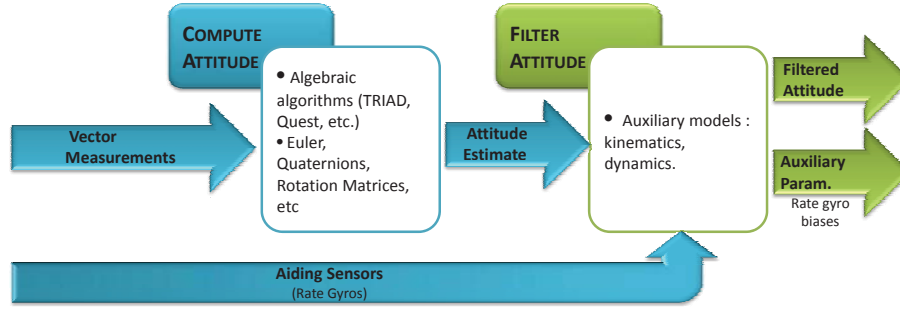 COMPUTE
ATTITUDE
• Algebraic
algorithms (TRIAD,
Quest, etc.)
• Euler,
Quaternions,
Rotation Matrices,
etc
Vector
Measurements
Attitude
Estimate
FILTER
ATTITUDE
• Auxiliary models :
kinematics,
dynamics.
Filtered
Attitude
Auxiliary
Param.
Rate gyro
biases
Aiding Sensors
(Rate Gyros)